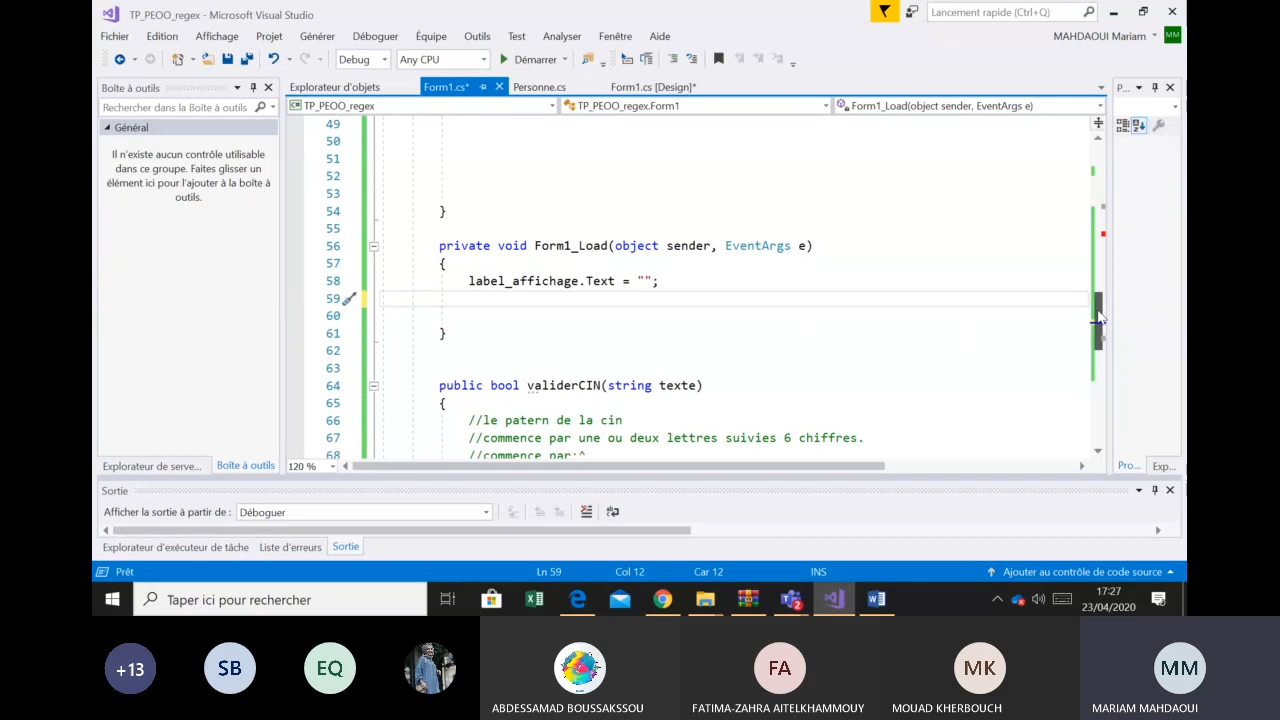 TP_PEOO_regex - Microsoft Visual Studio
Lancement rapide (Ctrl+Q)
Fichier Edition Affichage Projet Générer Déboguer Équipe Outils Test Analyser Fenêtre Aide
MAHDAOUI Mariam MM
Debug Any CPU Démarrer
Boîte à outils
Explorateur d'objets Form1.cs* Personne.cs Form1.cs [Design]*
P...
Rechercher dans la Boîte à outils
TP_PEOO_regex TP_PEOO_regex.Form1 Form1_Load(object sender, EventArgs e)
Général
Il n'existe aucun contrôle utilisable
dans ce groupe. Faites glisser un
élément ici pour l'ajouter à la boîte à
outils.
49
50
51
52
53
54 }
55
56 private void Form1_Load(object sender, EventArgs e)
57 {
58 label_affichage.Text = "";
59
60
61 }
62
63
64 public bool validerCIN(string texte)
65 {
66 //le patern de la cin
67 //commence par une ou deux lettres suivies 6 chiffres.
68 //commence par:^
Explorateur de serve... Boîte à outils
120 %
Pro... Exp...
Sortie
Afficher la sortie à partir de : Déboguer
Explorateur d'exécuteur de tâche Liste d'erreurs Sortie
Prêt Ln 59 Col 12 Car 12 INS Ajouter au contrôle de code source
Taper ici pour rechercher
17:27
23/04/2020
+13 SB EQ FA MK MM
ABDESSAMAD BOUSSAKSSOU FATIMA-ZAHRA AITELKHAMMOUY MOUAD KHERBOUCH MARIAM MAHDAOUI